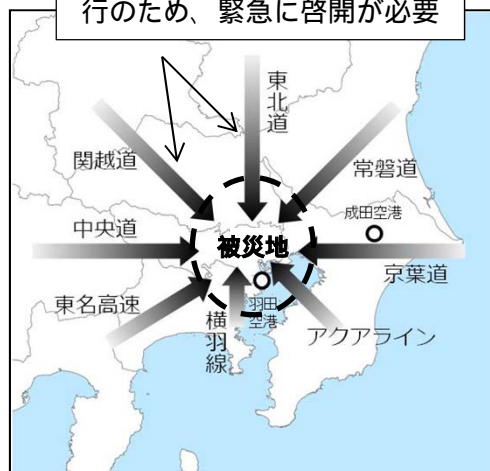 行のため、緊急に啓開が必要
東北道
関越道
常磐道
成田空港
中央道
被災地
京葉道
東名高速
羽田
空港
横羽線
アクアライン